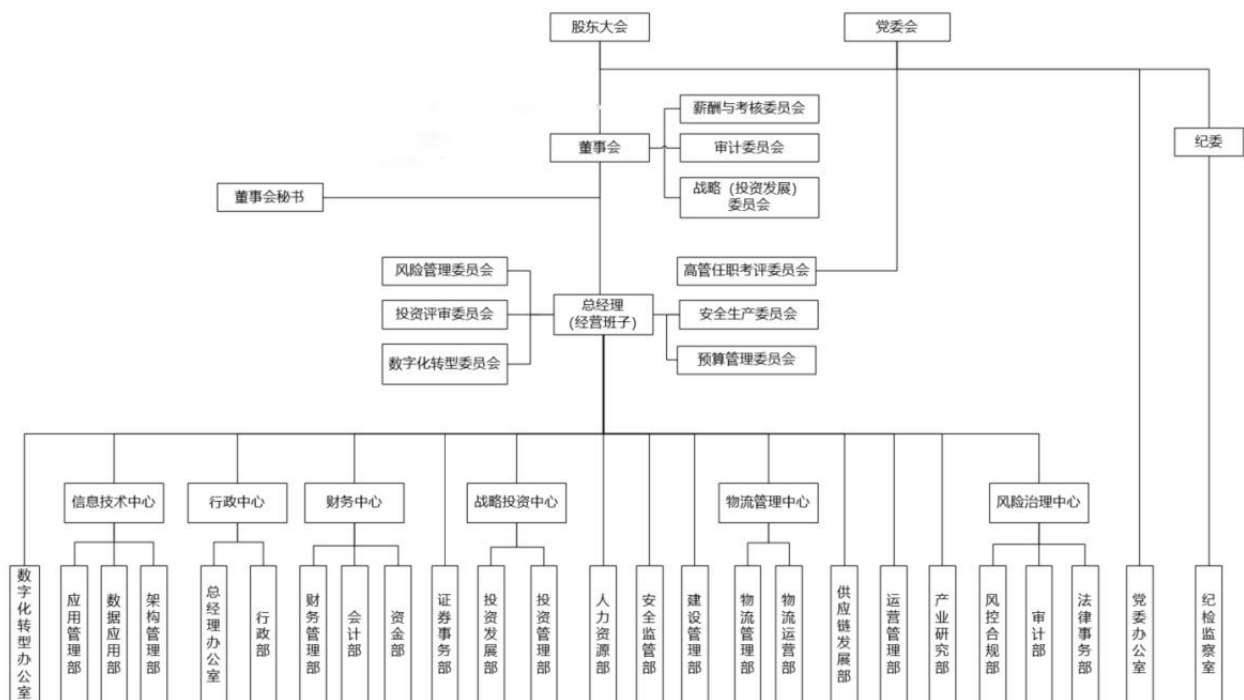 股东大会
党委会
薪酬与考核委员会
董事会
审计委员会
纪委
董事会秘书
战略（投资发展）
委员会
风险管理委员会
高管任职考评委员会
总经理
(经营班子)
投资评审委员会
安全生产委员会
数字化转型委员会
预算管理委员会
信息技术中心
行政中心
财务中心
战略投资中心
物流管理中心
风险治理中心
数字化转型办公室
应用管理部
数据应用部
架构管理部
总经理办公室
行政部
财务管理部
会计部
资金部
证券事务部
投资发展部
投资管理部
人力资源部
安全监管部
建设管理部
物流管理部
物流运营部
供应链发展部
运营管理部
产业研究部
风控合规部
审计部
法律事务部
党委办公室
纪检监察室